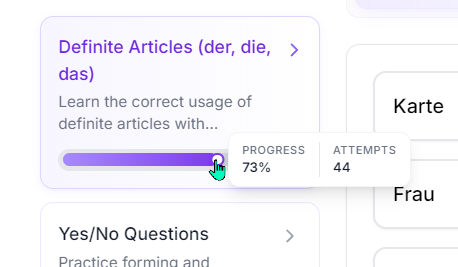 Definite Articles (der, die,
das)
Learn the correct usage of
definite articles with...
PROGRESS
73%
ATTEMPTS
44
Yes/No Questions
Practice forming and
Karte
Frau